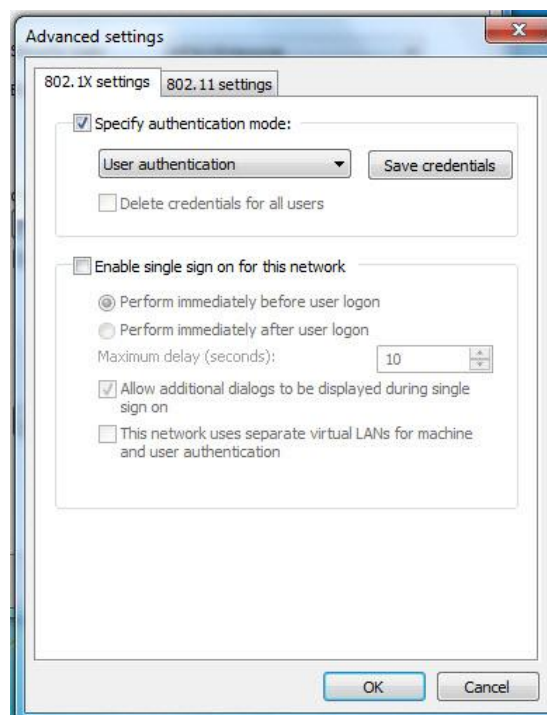 Advanced settings
802.1X settings
802.11 settings
Specify authentication mode:
User authentication
Save credentials
Delete credentials for all users
Enable single sign on for this network
Perform immediately before user logon
Perform immediately after user logon
Maximum delay (seconds):
10
Allow additional dialogs to be displayed during single
sign on
This network uses separate virtual LANs for machine
and user authentication
OK
Cancel